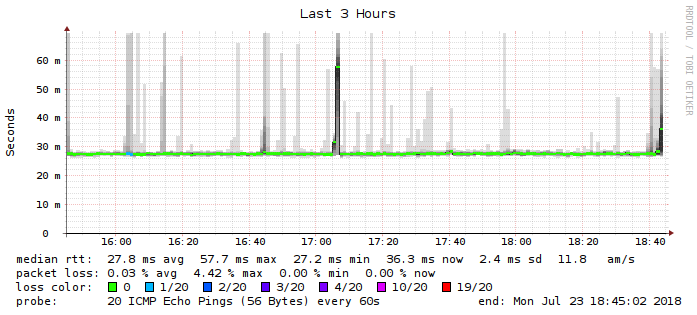 Last 3 Hours
RRDTOOL / TOBI OETIKER
Seconds
60 m
50 m
40 m
30 m
20 m
10 m
0
16:00 16:20 16:40 17:00 17:20 17:40 18:00 18:20 18:40
median rtt: 27.8 ms avg 57.7 ms max 27.2 ms min 36.3 ms now 2.4 ms sd 11.8 am/s
packet loss: 0.03 % avg 4.42 % max 0.00 % min 0.00 % now
loss color: 0 1/20 2/20 3/20 4/20 10/20 19/20
probe: 20 ICMP Echo Pings (56 Bytes) every 60s end: Mon Jul 23 18:45:02 2018